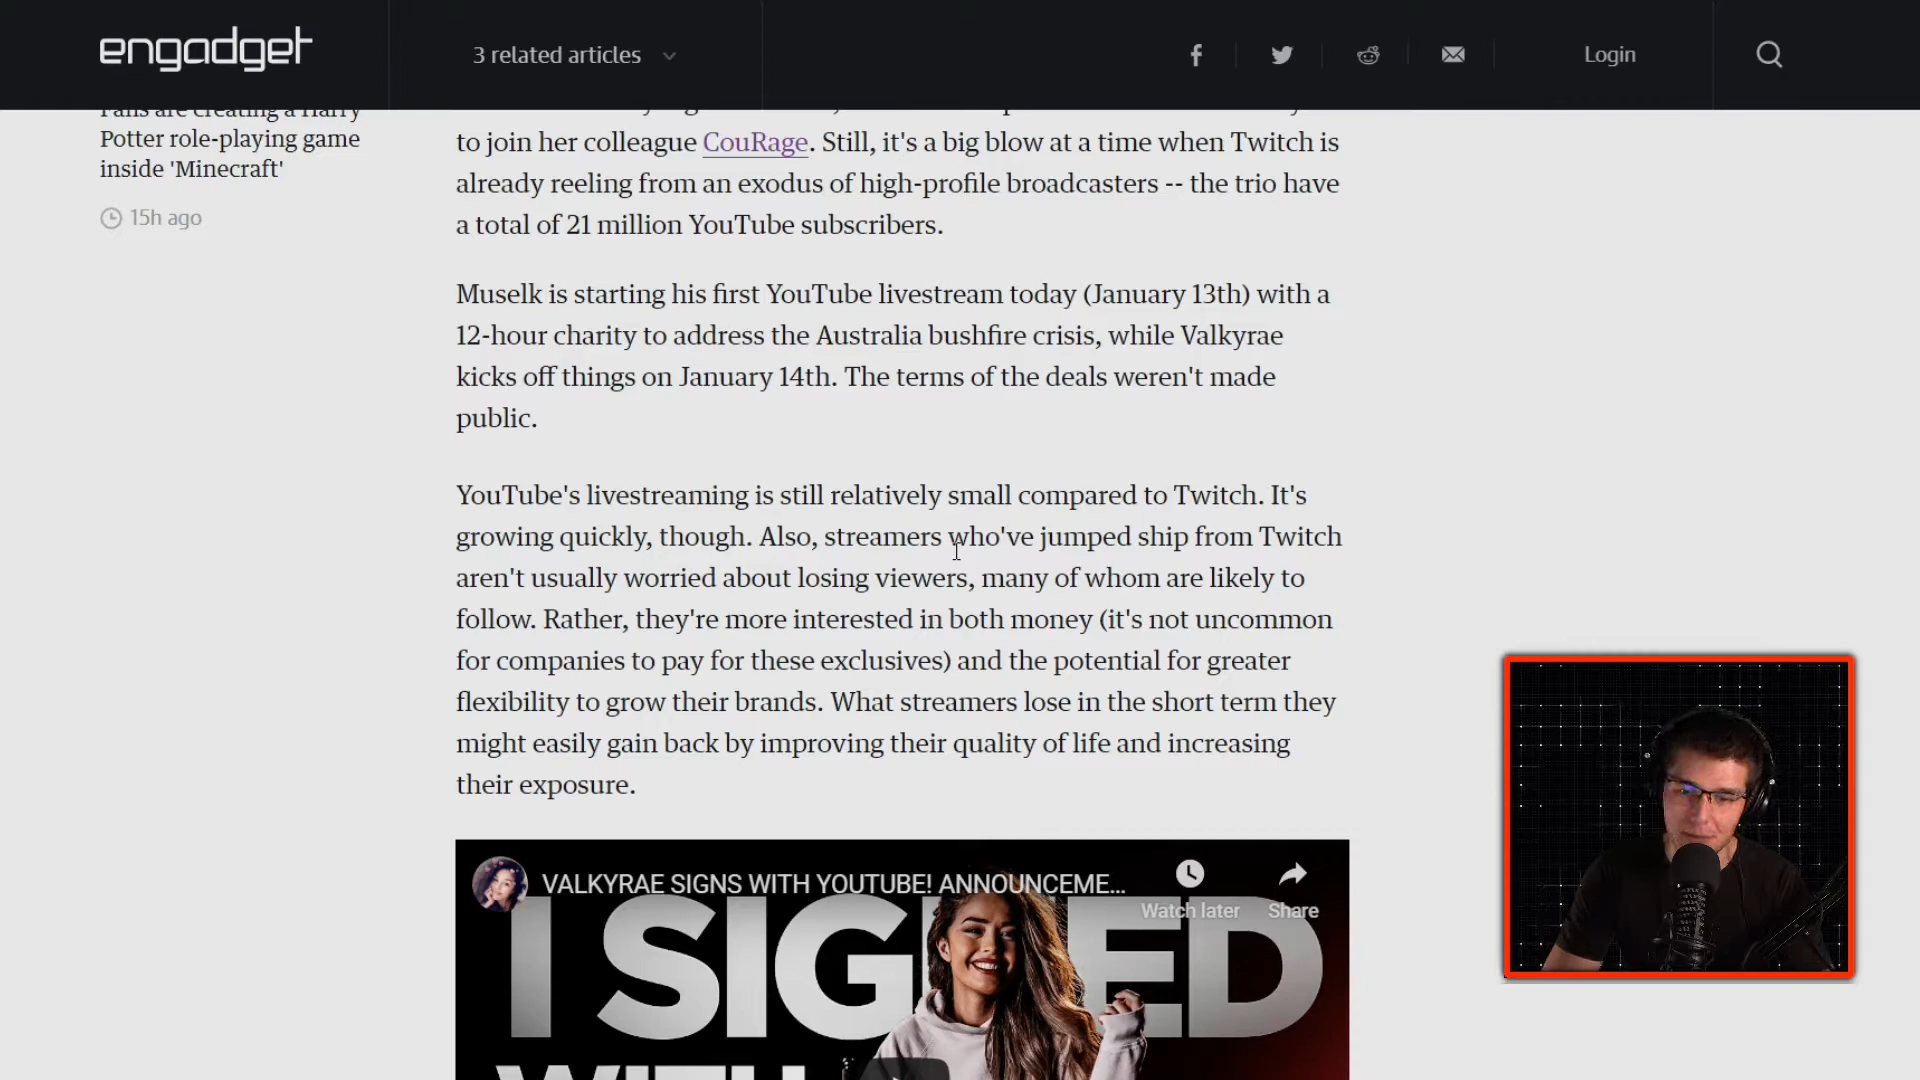 engadget
3 related articles
Login
Fans are creating a Harry
Potter role-playing game
inside 'Minecraft'
15h ago
to join her colleague CouRage. Still, it's a big blow at a time when Twitch is
already reeling from an exodus of high-profile broadcasters -- the trio have
a total of 21 million YouTube subscribers.
Muselk is starting his first YouTube livestream today (January 13th) with a
12-hour charity to address the Australia bushfire crisis, while Valkyrae
kicks off things on January 14th. The terms of the deals weren't made
public.
YouTube's livestreaming is still relatively small compared to Twitch. It's
growing quickly, though. Also, streamers who've jumped ship from Twitch
aren't usually worried about losing viewers, many of whom are likely to
follow. Rather, they're more interested in both money (it's not uncommon
for companies to pay for these exclusives) and the potential for greater
flexibility to grow their brands. What streamers lose in the short term they
might easily gain back by improving their quality of life and increasing
their exposure.
VALKYRAE SIGNS WITH YOUTUBE! ANNOUNCEME...
Watch later
Share
I SIGNED
WITH